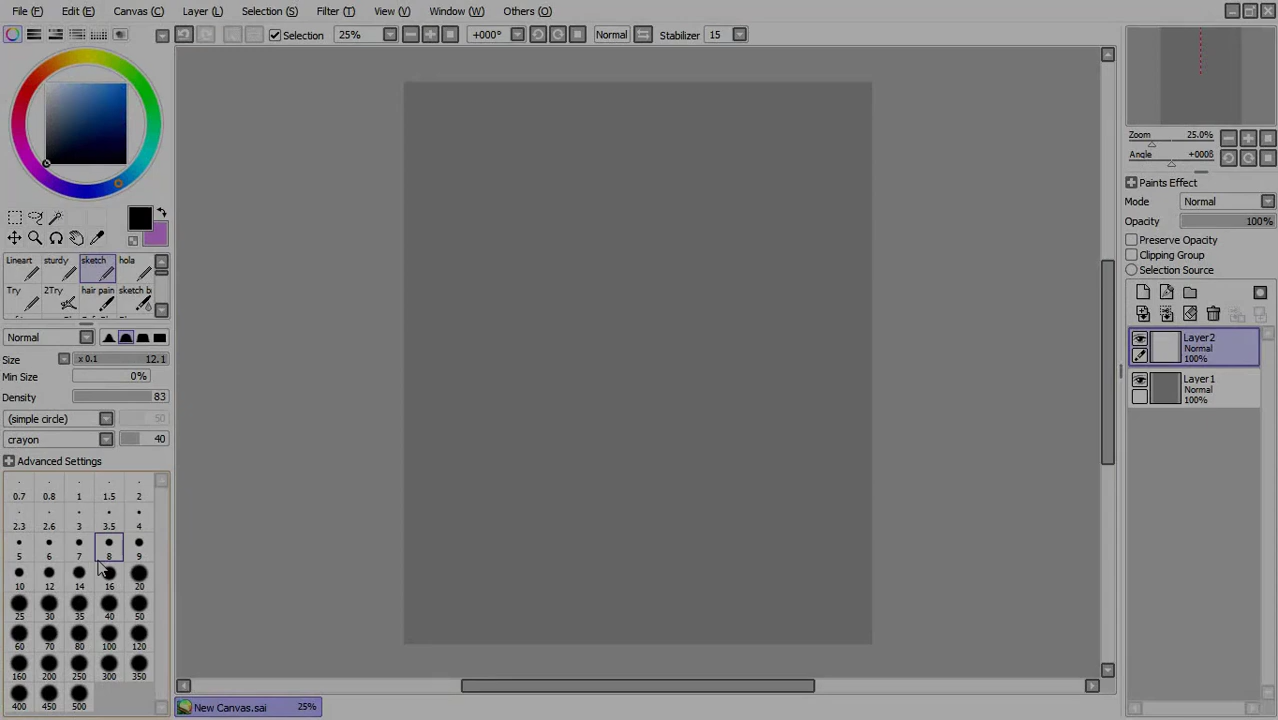 File (F) Edit (E) Canvas (C) Layer (L) Selection (S) Filter (T) View (V) Window (W) Others (O)
Selection 25% +000° Normal Stabilizer 15
Zoom 25.0%
Angle +0008
Paints Effect
Mode Normal
Opacity 100%
Preserve Opacity
Clipping Group
Selection Source
Layer2
Normal
100%
Layer1
Normal
100%
Lineart sturdy sketch hola
Try 2Try hair pain sketch b
Normal
Size x 0.1 12.1
Min Size 0%
Density 83
(simple circle) 50
crayon 40
Advanced Settings
0.7 0.8 1 1.5 2
2.3 2.6 3 3.5 4
5 6 7 8 9
10 12 14 16 20
25 30 35 40 50
60 70 80 100 120
160 200 250 300 350
400 450 500
New Canvas.sai 25%